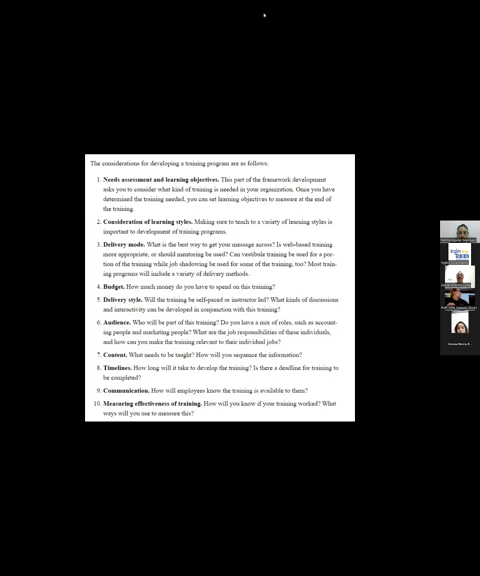 The considerations for developing a training program are as follows:
1. Needs assessment and learning objectives. This part of the framework development
asks you to consider what kind of training is needed in your organization. Once you have
determined the training needed, you can set learning objectives to measure at the end of
the training.
2. Consideration of learning styles. Making sure to teach to a variety of learning styles is
important to development of training programs.
3. Delivery mode. What is the best way to get your message across? Is web-based training
more appropriate, or should mentoring be used? Can vestibule training be used for a por-
tion of the training while job shadowing be used for some of the training, too? Most train-
ing programs will include a variety of delivery methods.
4. Budget. How much money do you have to spend on this training?
5. Delivery style. Will the training be self-paced or instructor led? What kinds of discussions
and interactivity can be developed in conjunction with this training?
6. Audience. Who will be part of this training? Do you have a mix of roles, such as account-
ing people and marketing people? What are the job responsibilities of these individuals,
and how can you make the training relevant to their individual jobs?
7. Content. What needs to be taught? How will you sequence the information?
8. Timelines. How long will it take to develop the training? Is there a deadline for training to
be completed?
9. Communication. How will employees know the training is available to them?
10. Measuring effectiveness of training. How will you know if your training worked? What
ways will you use to measure this?